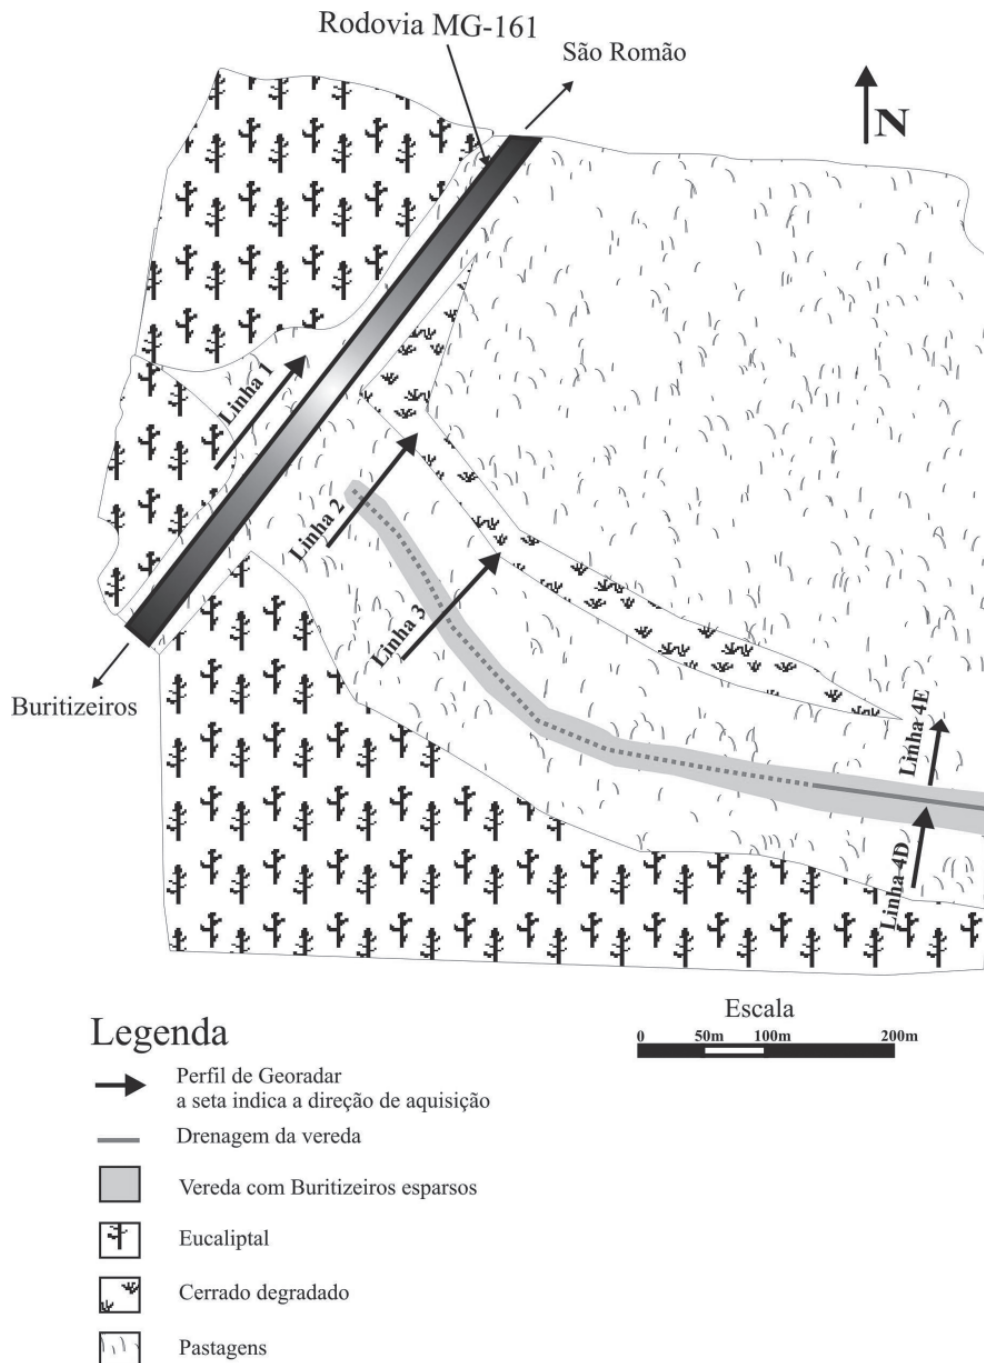 Rodovia MG-161
São Romão
N
Linha 1
Linha 2
Linha 3
Buritizeiros
Linha 4E
Linha 4D
Escala
0 50m 100m 200m
Legenda
Perfil de Georadar
a seta indica a direção de aquisição
Drenagem da vereda
Vereda com Buritizeiros esparsos
Eucaliptal
Cerrado degradado
Pastagens